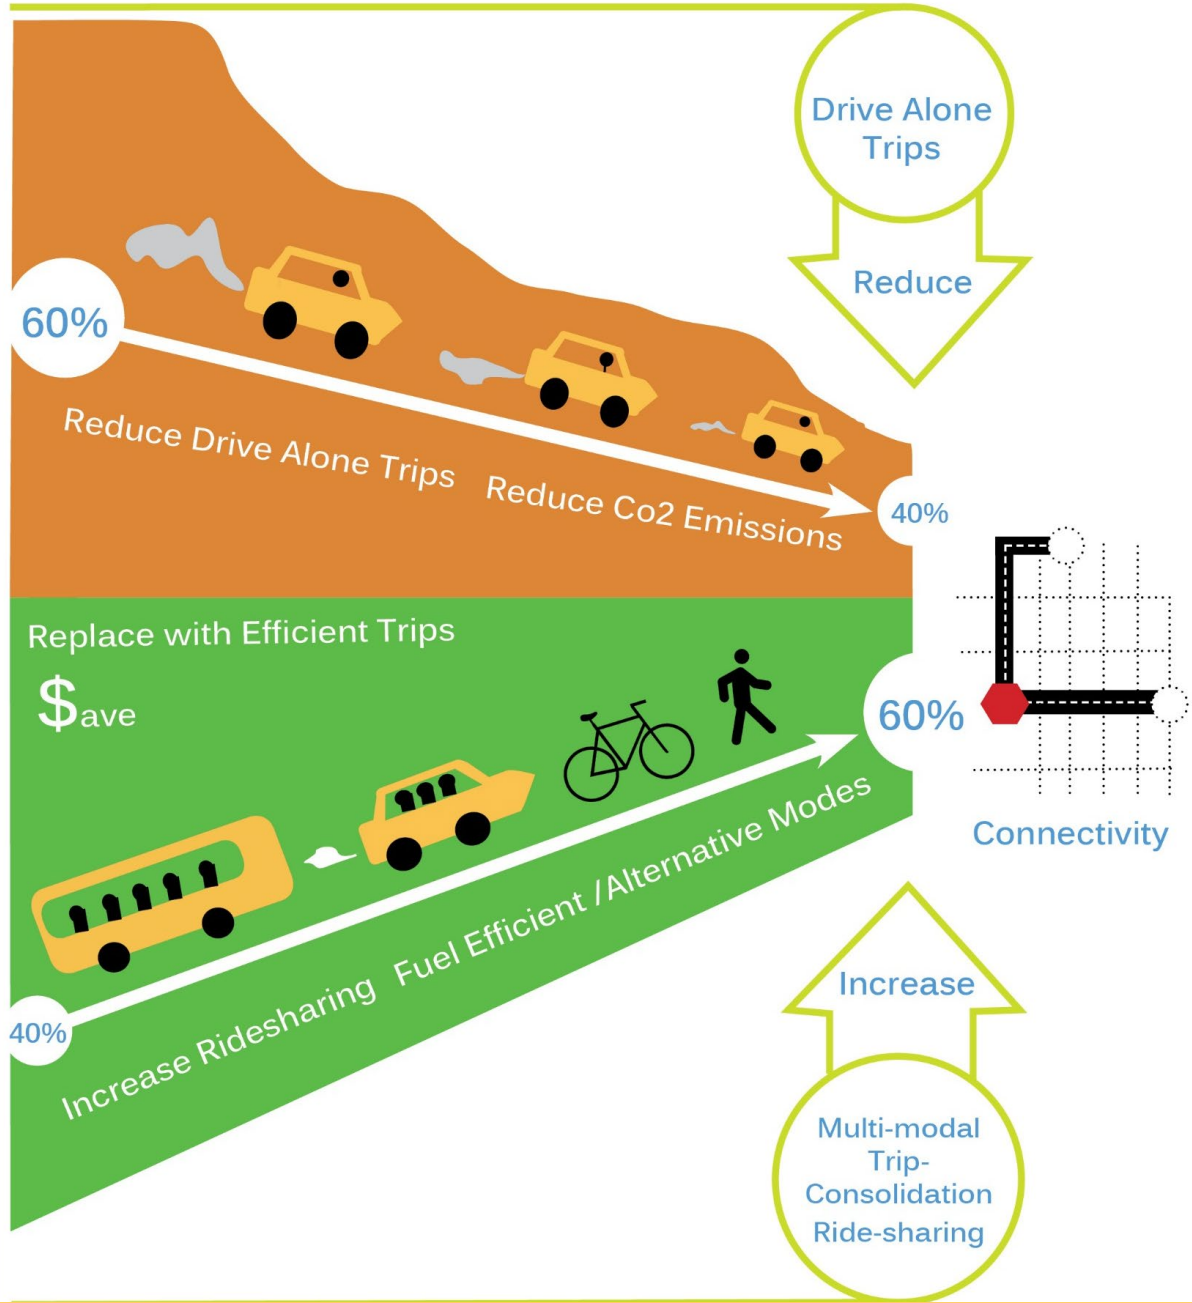 Drive Alone
Trips
Reduce
60%
Reduce Drive Alone Trips
Reduce Co2 Emissions
40%
Replace with Efficient Trips
$ave
60%
Connectivity
40%
Increase Ridesharing
Fuel Efficient /Alternative Modes
Increase
Multi-modal
Trip-
Consolidation
Ride-sharing